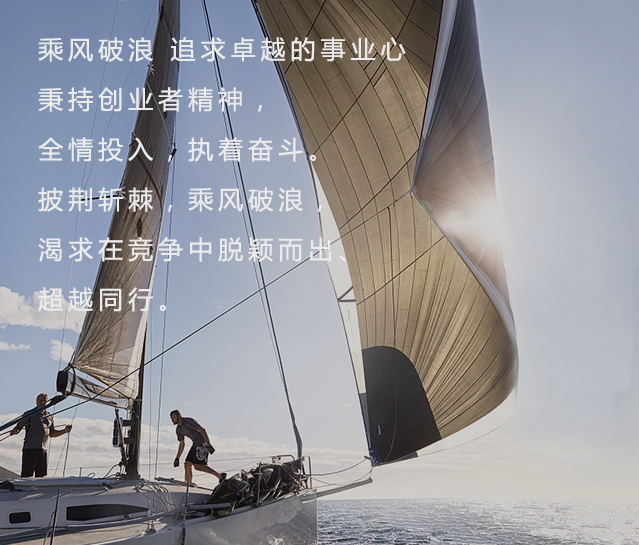 乘风破浪 追求卓越的事业心
秉持创业者精神，
全情投入，执着奋斗。
披荆斩棘，乘风破浪，
渴求在竞争中脱颖而出、
超越同行。